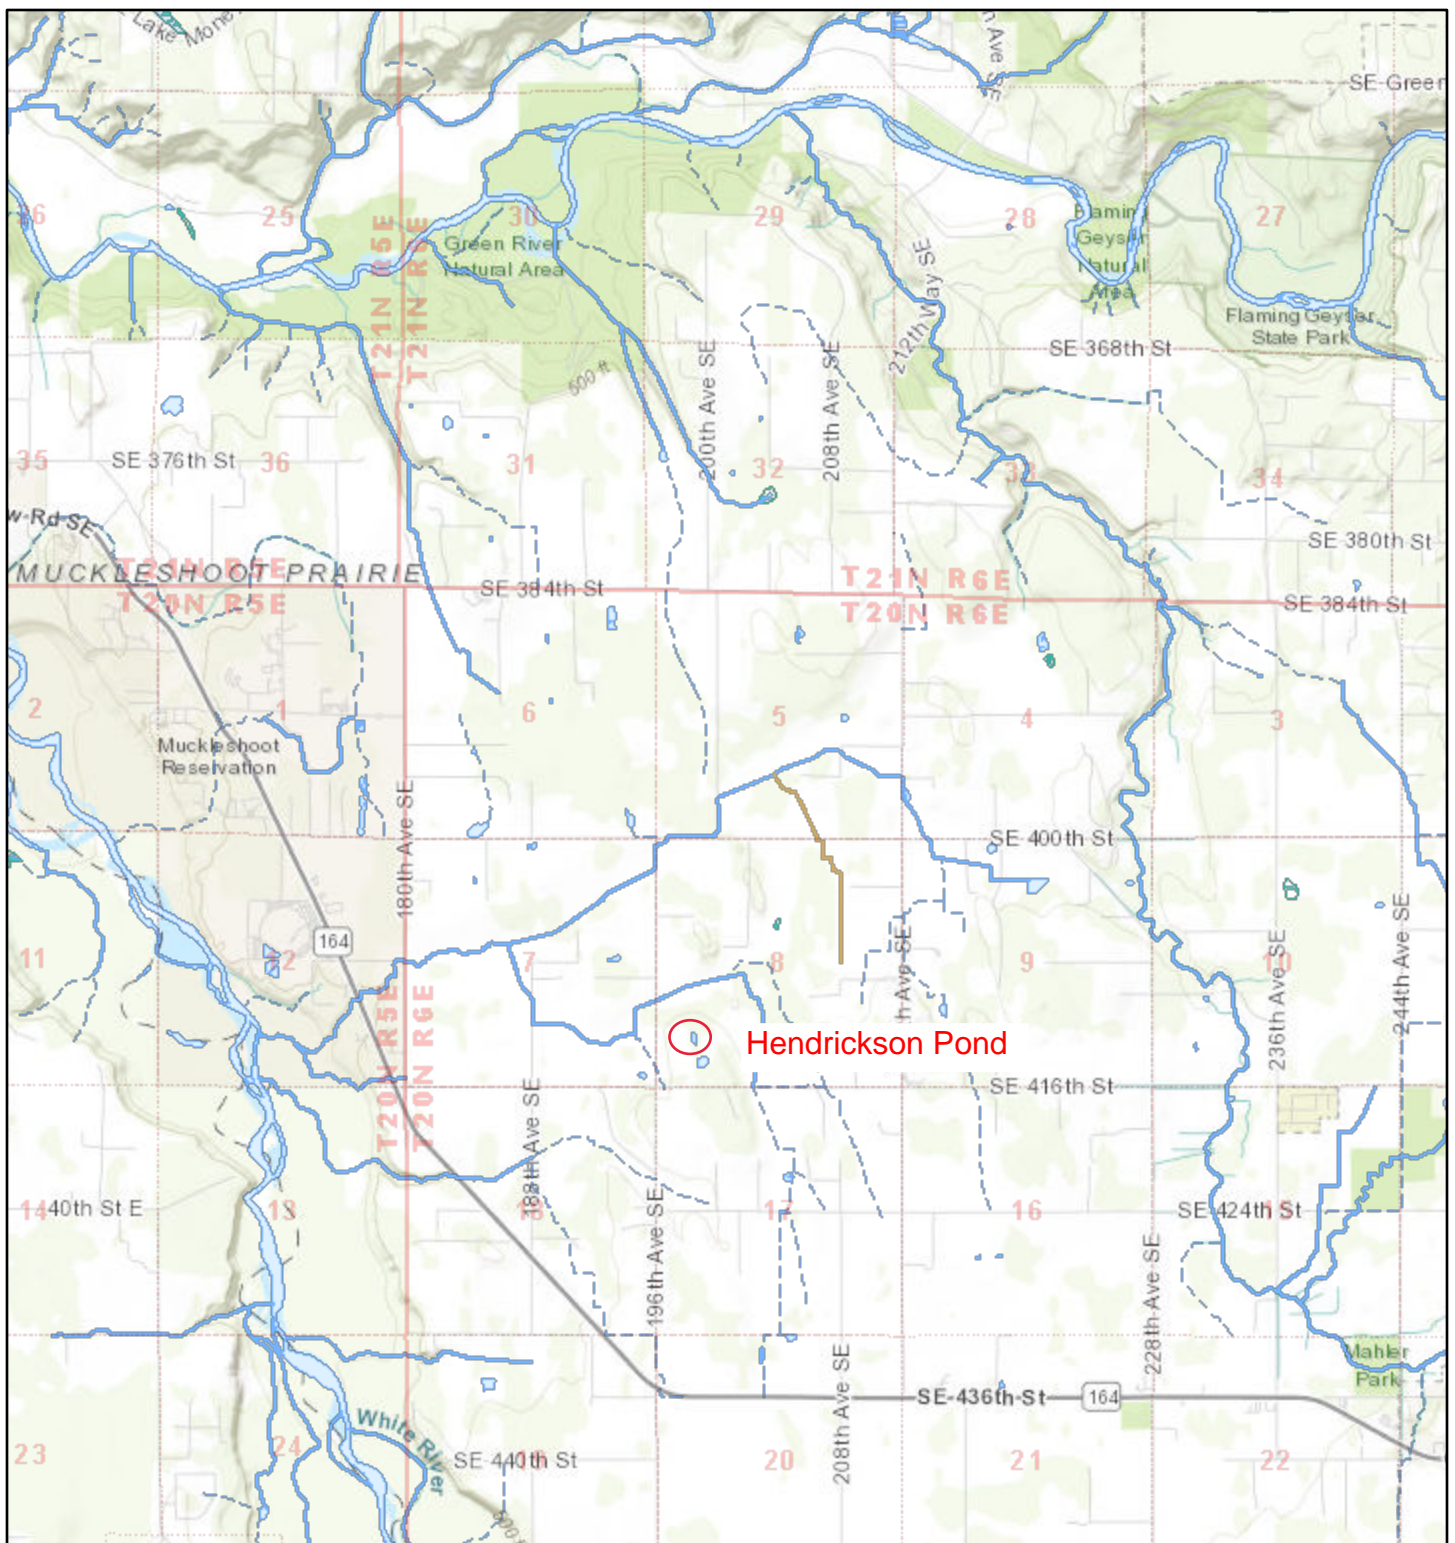 SE Green
26
25
30
29
28
27
Green River
Natural Area
Flaming
Geyser
Natural
Area
Flaming Geyser
State Park
T21N R5E
T21N R6E
212th Way SE
SE 368th St
500 ft
200th Ave SE
208th Ave SE
35
SE 376th St
36
31
32
33
34
w-Rd SE
SE 380th St
MUCKLESHOOT PRAIRIE
T21N R5E
T20N R5E
SE 384th St
T21N R6E
T20N R6E
SE 384th St
2
1
6
5
4
3
Muckleshoot
Reservation
180th Ave SE
SE 400th St
164
11
12
7
8
9
10
h Ave SE
236th Ave SE
244th Ave SE
T20N R5E
T20N R6E
Hendrickson Pond
SE 416th St
188th Ave SE
14
40th St E
13
18
17
16
SE 424th St
15
196th Ave SE
228th Ave SE
Mahler
Park
208th Ave SE
SE-436th-St
164
White River
23
24
SE 440th St
19
20
21
22